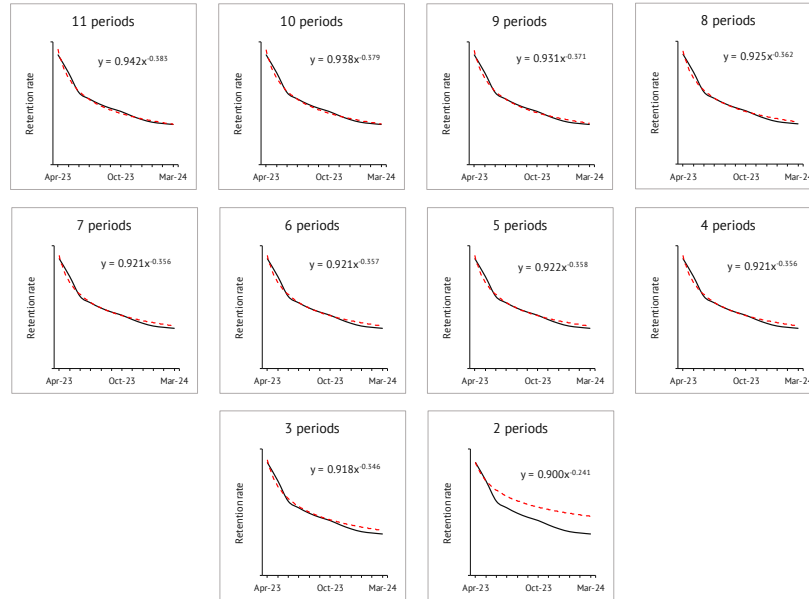 11 periods
y = 0.942x^-0.383
Retention rate
Apr-23 Oct-23 Mar-24
10 periods
y = 0.938x^-0.379
Retention rate
Apr-23 Oct-23 Mar-24
9 periods
y = 0.931x^-0.371
Retention rate
Apr-23 Oct-23 Mar-24
8 periods
y = 0.925x^-0.362
Retention rate
Apr-23 Oct-23 Mar-24
7 periods
y = 0.921x^-0.356
Retention rate
Apr-23 Oct-23 Mar-24
6 periods
y = 0.921x^-0.357
Retention rate
Apr-23 Oct-23 Mar-24
5 periods
y = 0.922x^-0.358
Retention rate
Apr-23 Oct-23 Mar-24
4 periods
y = 0.921x^-0.356
Retention rate
Apr-23 Oct-23 Mar-24
3 periods
y = 0.918x^-0.346
Retention rate
Apr-23 Oct-23 Mar-24
2 periods
y = 0.900x^-0.241
Retention rate
Apr-23 Oct-23 Mar-24